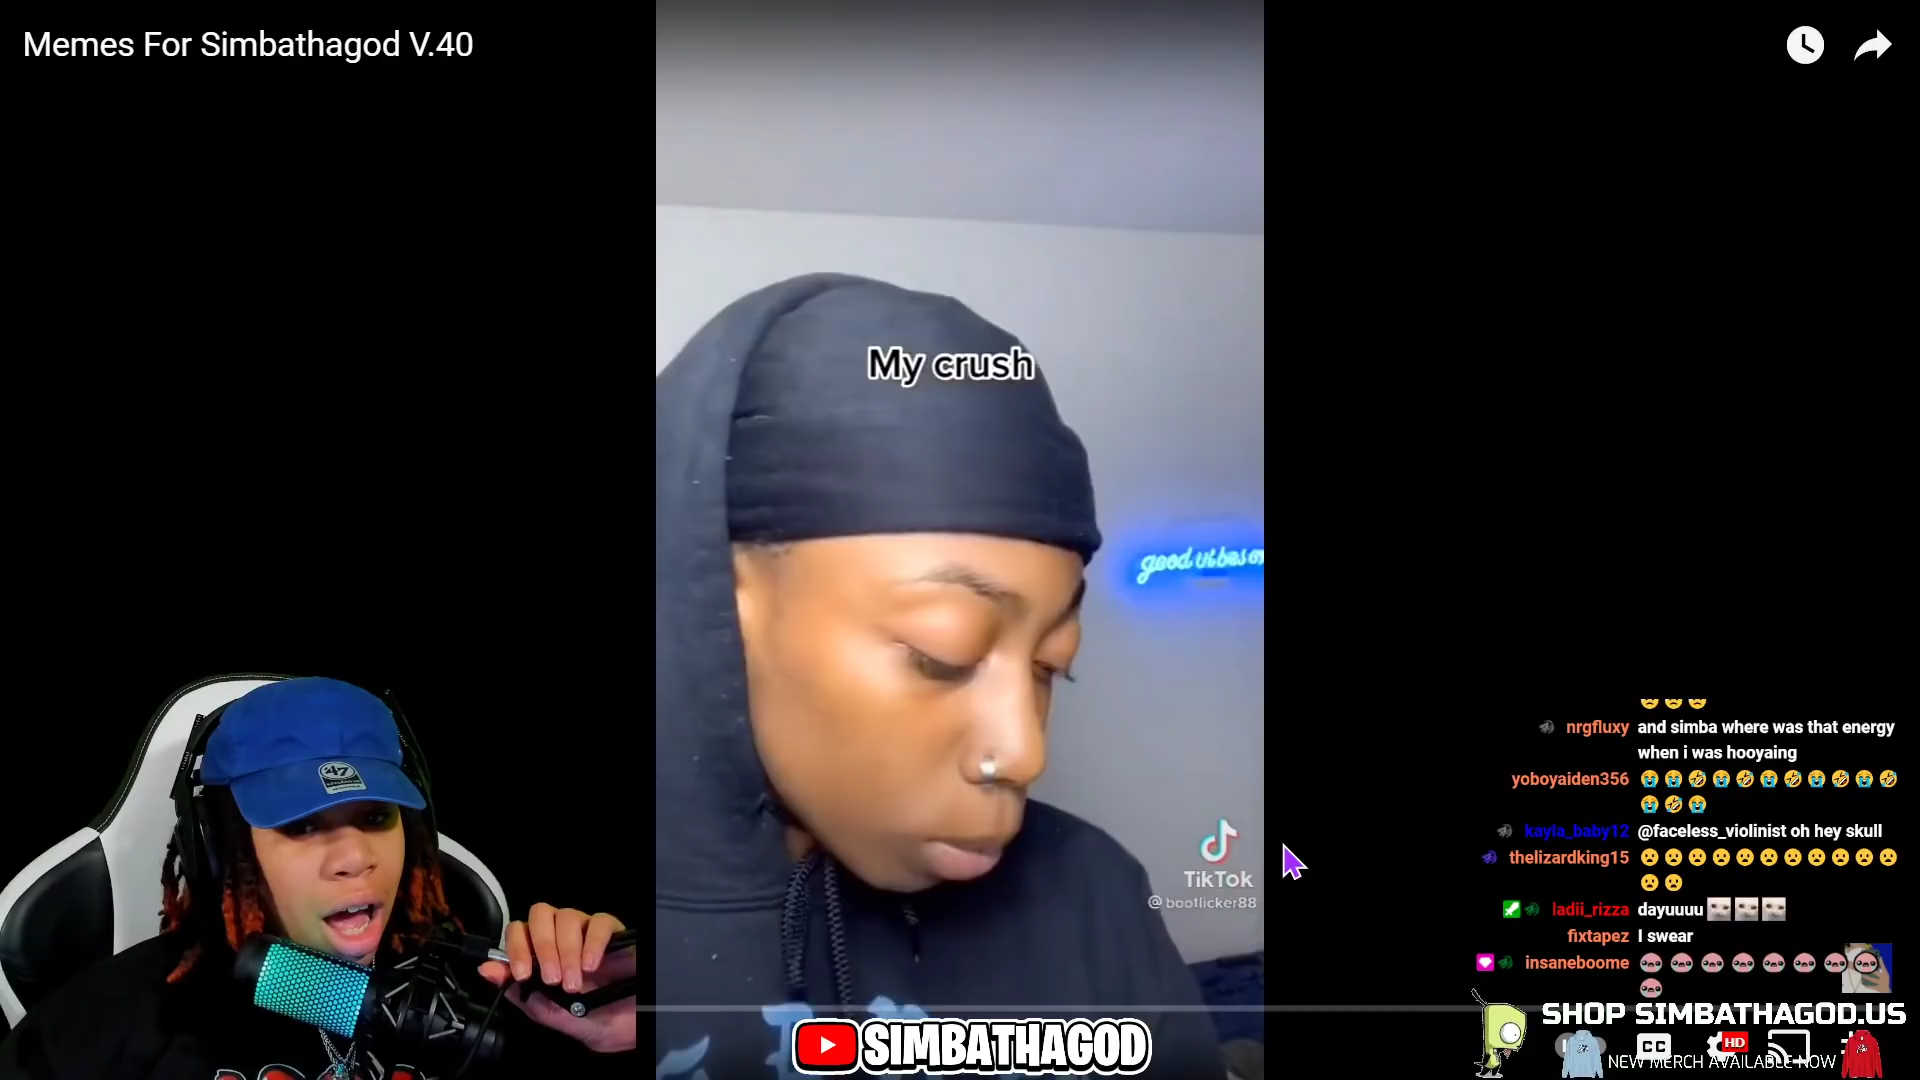 Memes For Simbathagod V.40
My crush
good vibes on
TikTok
@bootlicker88
47
nrgfluxy and simba where was that energy
when i was hooyaing
yoboyaiden356
kayla_baby12 @faceless_violinist oh hey skull
thelizardking15
ladii_rizza dayuuuu
fixtapez I swear
insaneboome
SHOP SIMBATHAGOD.US
CC HD
NEW MERCH AVAILABLE NOW
SIMBATHAGOD